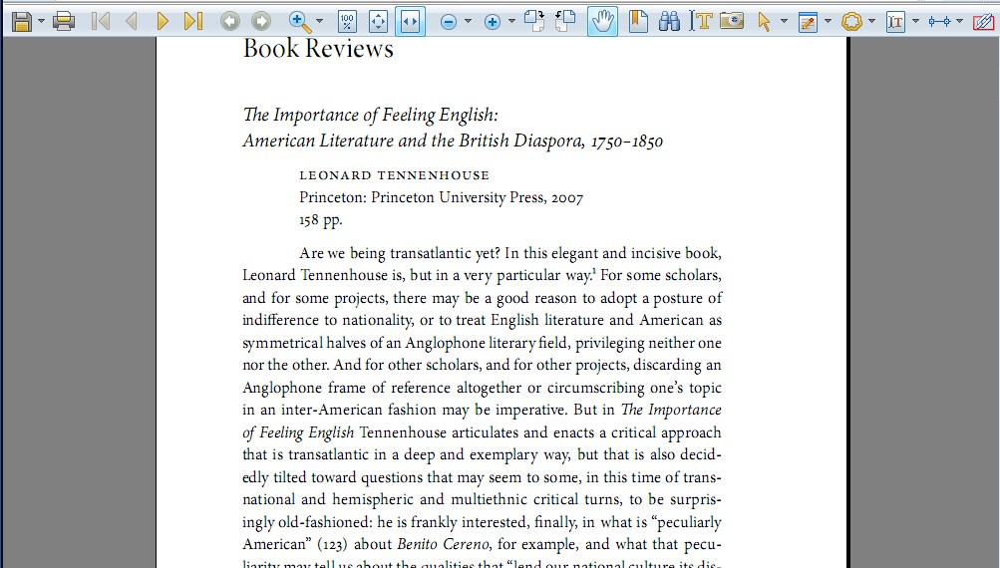 Book Reviews
The Importance of Feeling English:
American Literature and the British Diaspora, 1750–1850
LEONARD TENNENHOUSE
Princeton: Princeton University Press, 2007
158 pp.
Are we being transatlantic yet? In this elegant and incisive book,
Leonard Tennenhouse is, but in a very particular way.¹ For some scholars,
and for some projects, there may be a good reason to adopt a posture of
indifference to nationality, or to treat English literature and American as
symmetrical halves of an Anglophone literary field, privileging neither one
nor the other. And for other scholars, and for other projects, discarding an
Anglophone frame of reference altogether or circumscribing one’s topic
in an inter-American fashion may be imperative. But in The Importance
of Feeling English Tennenhouse articulates and enacts a critical approach
that is transatlantic in a deep and exemplary way, but that is also decid-
edly tilted toward questions that may seem to some, in this time of trans-
national and hemispheric and multiethnic critical turns, to be surpris-
ingly old-fashioned: he is frankly interested, finally, in what is “peculiarly
American” (123) about Benito Cereno, for example, and what that pecu-
liarity may tell us about the qualities that “lend our national culture its dis-